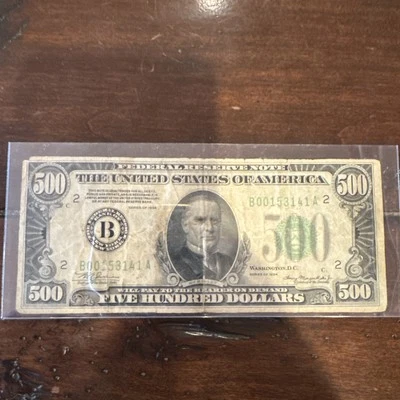 FEDERAL RESERVE NOTE
THE UNITED STATES OF AMERICA
500
500
2
2
B00153141A
B
500
B00153141A
2
2
WASHINGTON, D.C.
500
500
WILL PAY TO THE BEARER ON DEMAND
FIVE HUNDRED DOLLARS